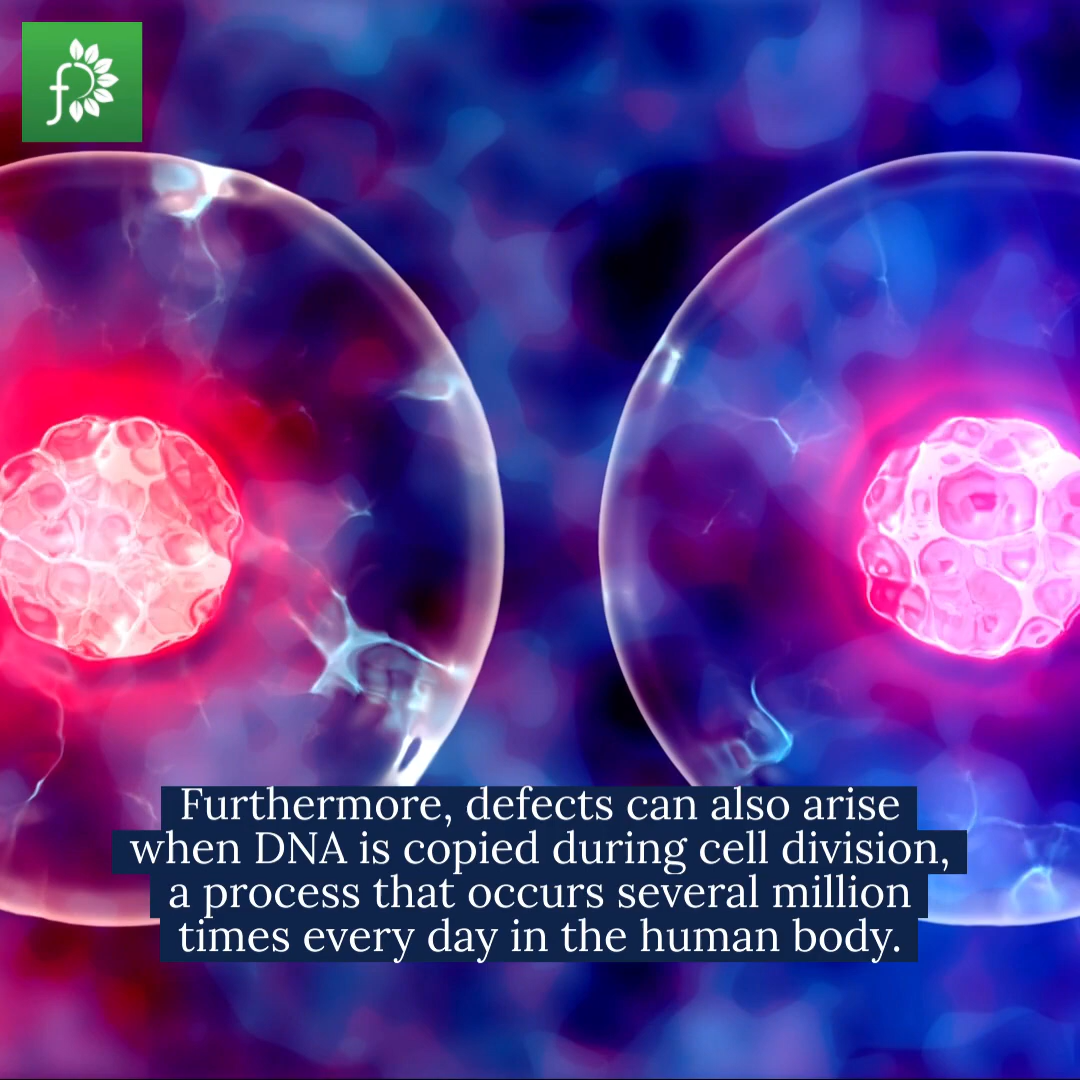 Furthermore, defects can also arise
when DNA is copied during cell division,
a process that occurs several million
times every day in the human body.